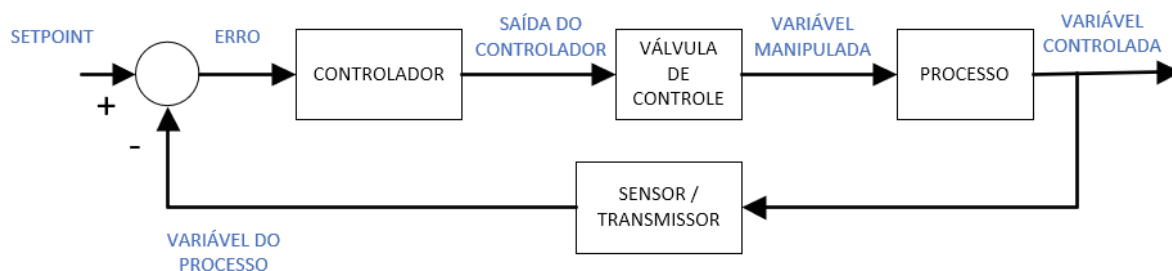 SETPOINT
ERRO
SAÍDA DO
CONTROLADOR
VARIÁVEL
MANIPULADA
VARIÁVEL
CONTROLADA
+
-
CONTROLADOR
VÁLVULA
DE
CONTROLE
PROCESSO
SENSOR /
TRANSMISSOR
VARIÁVEL DO
PROCESSO